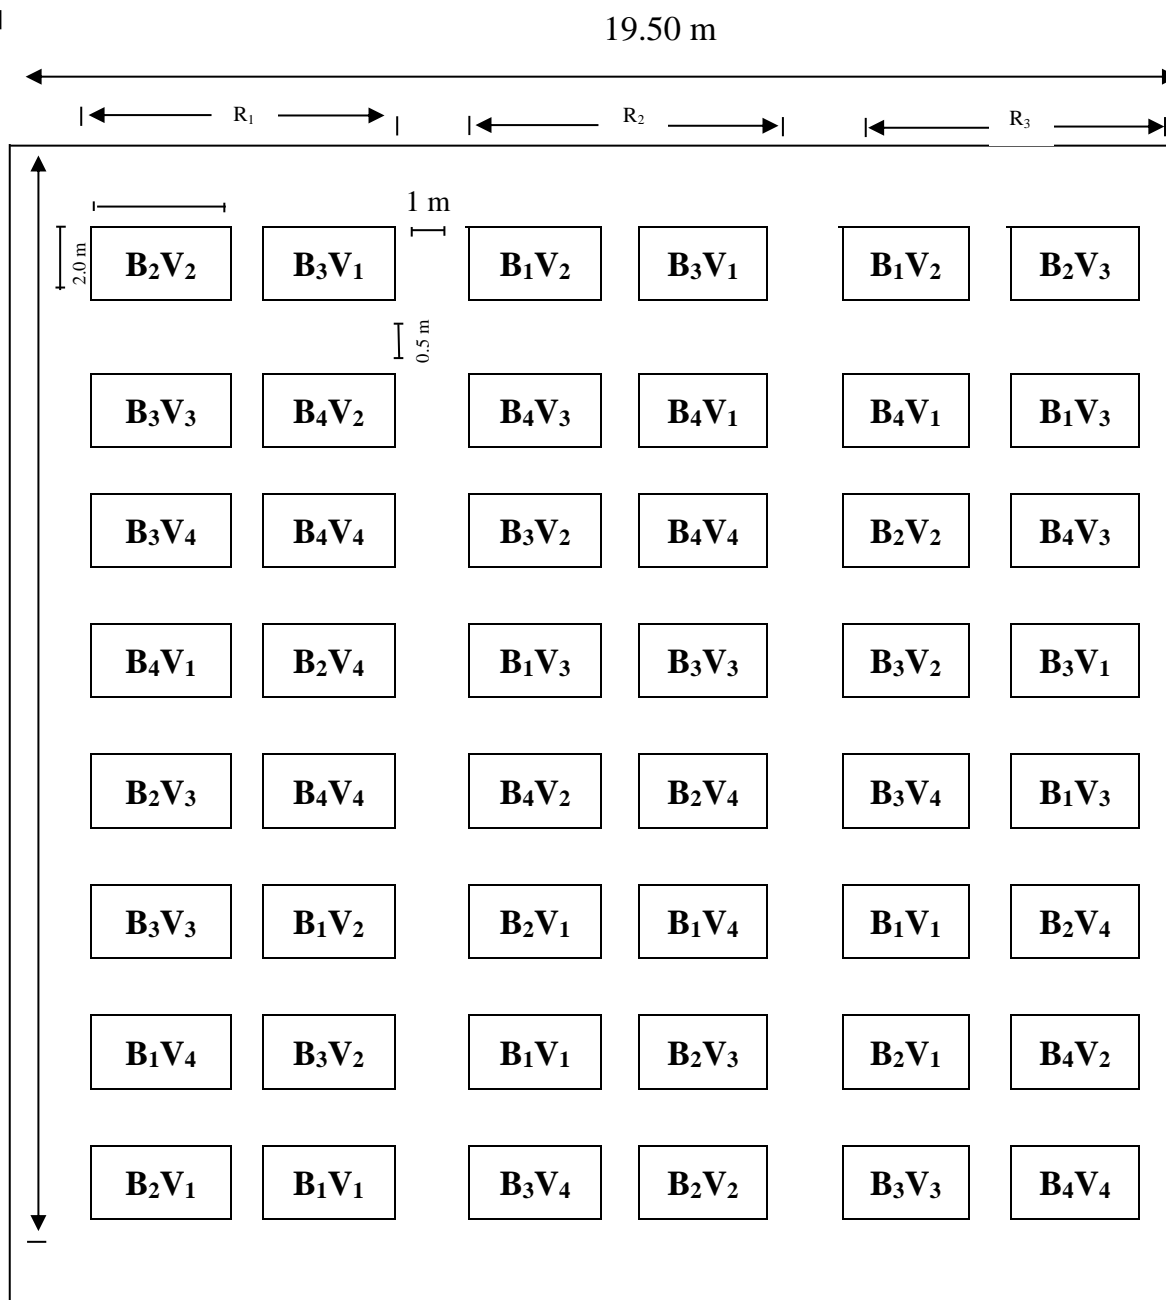 19.50 m
R₁ R₂ R₃
1 m
2.0 m
B₂V₂ B₃V₁ B₁V₂ B₃V₁ B₁V₂ B₂V₃
0.5 m
B₃V₃ B₄V₂ B₄V₃ B₄V₁ B₄V₁ B₁V₃
B₃V₄ B₄V₄ B₃V₂ B₄V₄ B₂V₂ B₄V₃
B₄V₁ B₂V₄ B₁V₃ B₃V₃ B₃V₂ B₃V₁
B₂V₃ B₄V₄ B₄V₂ B₂V₄ B₃V₄ B₁V₃
B₃V₃ B₁V₂ B₂V₁ B₁V₄ B₁V₁ B₂V₄
B₁V₄ B₃V₂ B₁V₁ B₂V₃ B₂V₁ B₄V₂
B₂V₁ B₁V₁ B₃V₄ B₂V₂ B₃V₃ B₄V₄